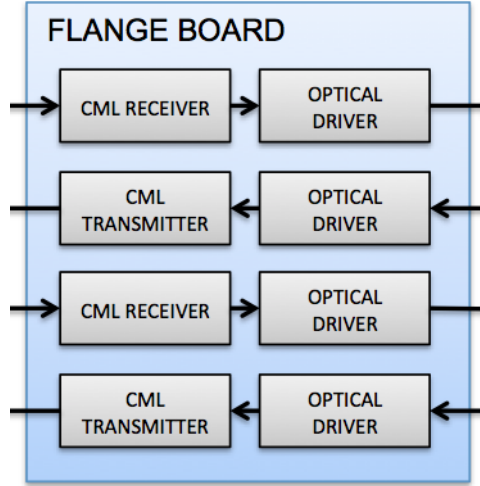 FLANGE BOARD
CML RECEIVER
OPTICAL
DRIVER
CML
TRANSMITTER
OPTICAL
DRIVER
CML RECEIVER
OPTICAL
DRIVER
CML
TRANSMITTER
OPTICAL
DRIVER